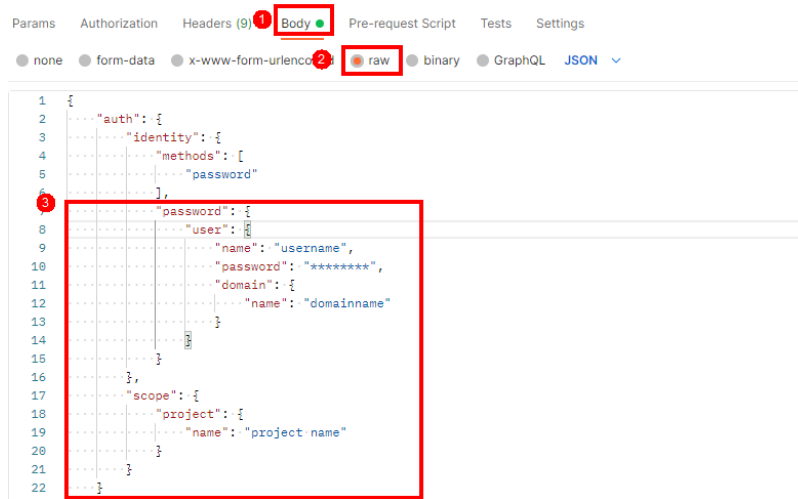 Params Authorization Headers (9) 1 Body Pre-request Script Tests Settings
none form-data x-www-form-urlenco 2 raw binary GraphQL JSON
1 {
2 "auth": {
3 "identity": {
4 "methods": [
5 "password"
6 ],
3
7 "password": {
8 "user": {
9 "name": "username",
10 "password": "********",
11 "domain": {
12 "name": "domainname"
13 }
14 }
15 }
16 },
17 "scope": {
18 "project": {
19 "name": "project name"
20 }
21 }
22 }